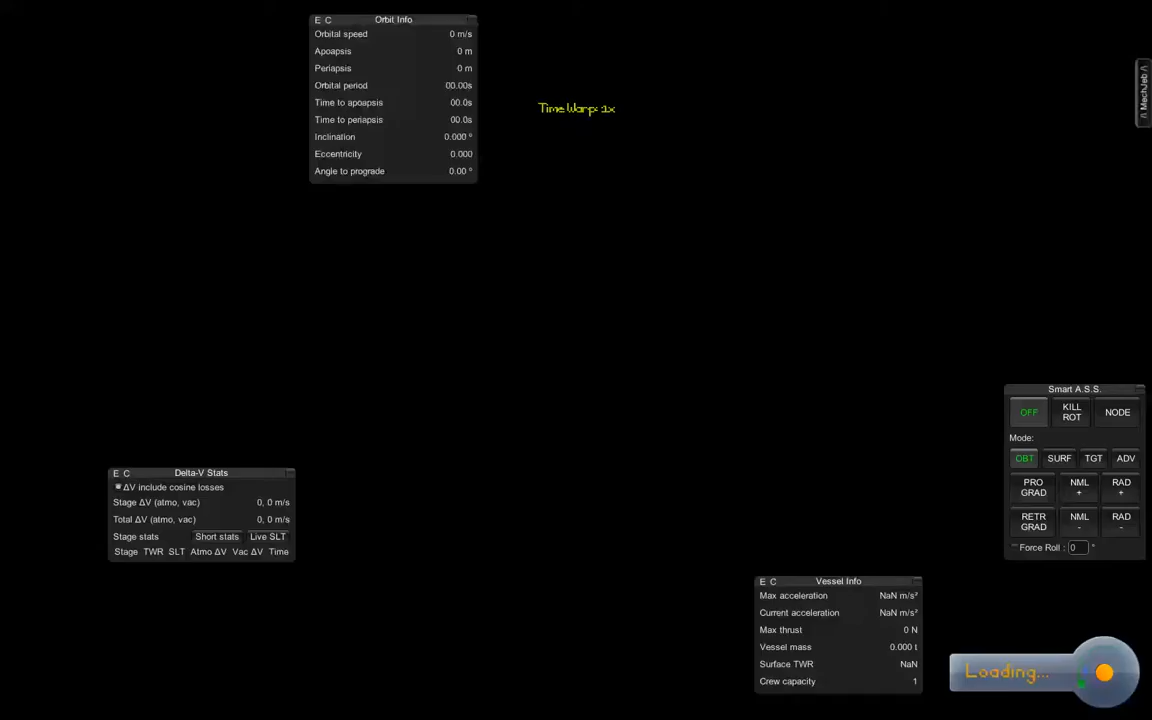 E C Orbit Info
Orbital speed 0 m/s
Apoapsis 0 m
Periapsis 0 m
Orbital period 00.00s
Time to apoapsis 00.0s
Time to periapsis 00.0s
Inclination 0.000 °
Eccentricity 0.000
Angle to prograde 0.00 °
Time Warp: 1x
/\ MechJeb /\
Smart A.S.S.
OFF KILL ROT NODE
Mode:
OBT SURF TGT ADV
PRO GRAD NML + RAD +
RETR GRAD NML - RAD -
Force Roll : 0 °
E C Delta-V Stats
ΔV include cosine losses
Stage ΔV (atmo, vac) 0, 0 m/s
Total ΔV (atmo, vac) 0, 0 m/s
Stage stats Short stats Live SLT
Stage TWR SLT Atmo ΔV Vac ΔV Time
E C Vessel Info
Max acceleration NaN m/s²
Current acceleration NaN m/s²
Max thrust 0 N
Vessel mass 0.000 t
Surface TWR NaN
Crew capacity 1
Loading...